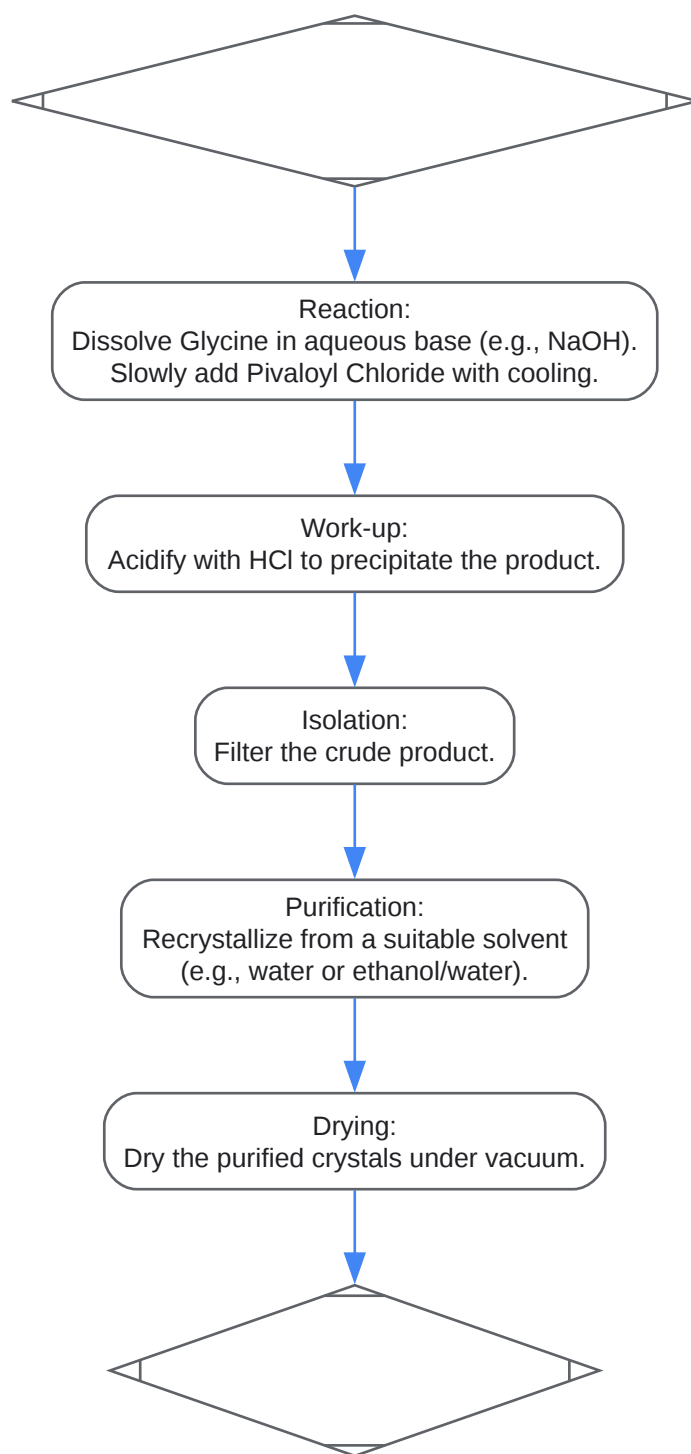 Reaction:
Dissolve Glycine in aqueous base (e.g., NaOH).
Slowly add Pivaloyl Chloride with cooling.
Work-up:
Acidify with HCl to precipitate the product.
Isolation:
Filter the crude product.
Purification:
Recrystallize from a suitable solvent
(e.g., water or ethanol/water).
Drying:
Dry the purified crystals under vacuum.